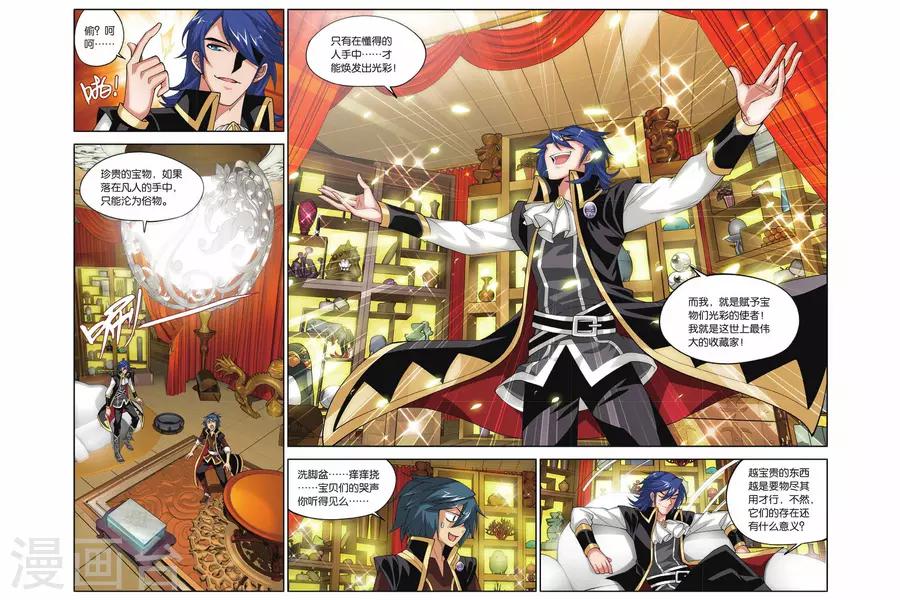 偷？呵
呵……
啪！
珍贵的宝物，如果
落在凡人的手中，
只能沦为俗物。
唰！
只有在懂得的
人手中……才
能焕发出光彩！
而我，就是赋予宝
物们光彩的使者！
我就是这世上最伟
大的收藏家！
洗脚盆……痒痒挠
……宝贝们的哭声
你听得见么……
越宝贵的东西
越是要物尽其
用才行，不然，
它们的存在还
有什么意义？
漫画台